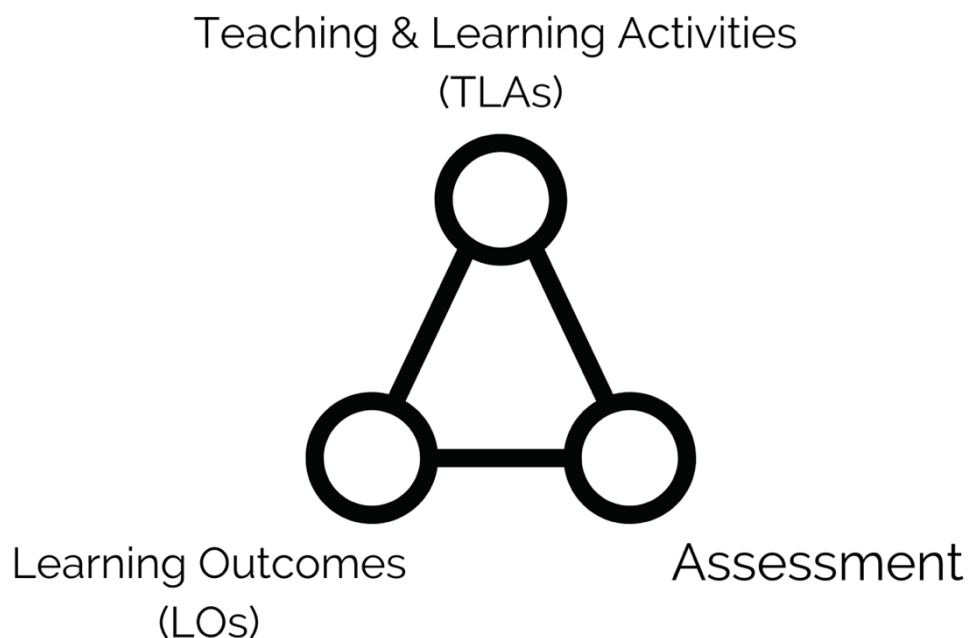 Teaching & Learning Activities
(TLAs)
Learning Outcomes
(LOs)
Assessment